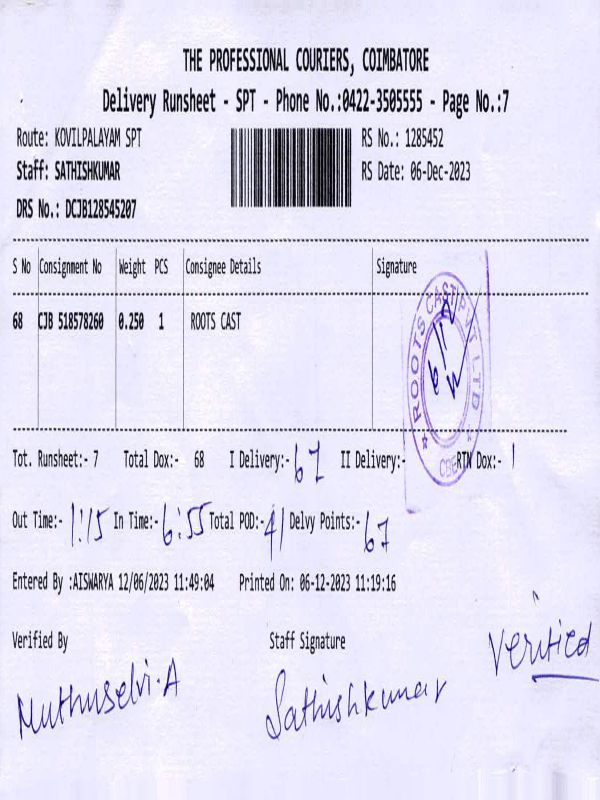 THE PROFESSIONAL COURIERS, COIMBATORE
Delivery Runsheet - SPT - Phone No.:0422-3505555 - Page No.:7
Route: KOVILPALAYAM SPT RS No.: 1285452
Staff: SATHISHKUMAR RS Date: 06-Dec-2023
DRS No.: DCJB128545207
S No Consignment No Weight PCS Consignee Details Signature
68 CJB 518578260 0.250 1 ROOTS CAST
ROOTS CAST PVT LTD
CBE
Tot. Runsheet:- 7 Total Dox:- 68 I Delivery:- 67 II Delivery:- RTN Dox:- 1
Out Time:- 1:15 In Time:- 6:55 Total POD:- 41 Delvy Points:- 67
Entered By :AISWARYA 12/06/2023 11:49:04 Printed On: 06-12-2023 11:19:16
Verified By Staff Signature Verified
Muthuselvi.A Sathishkumar